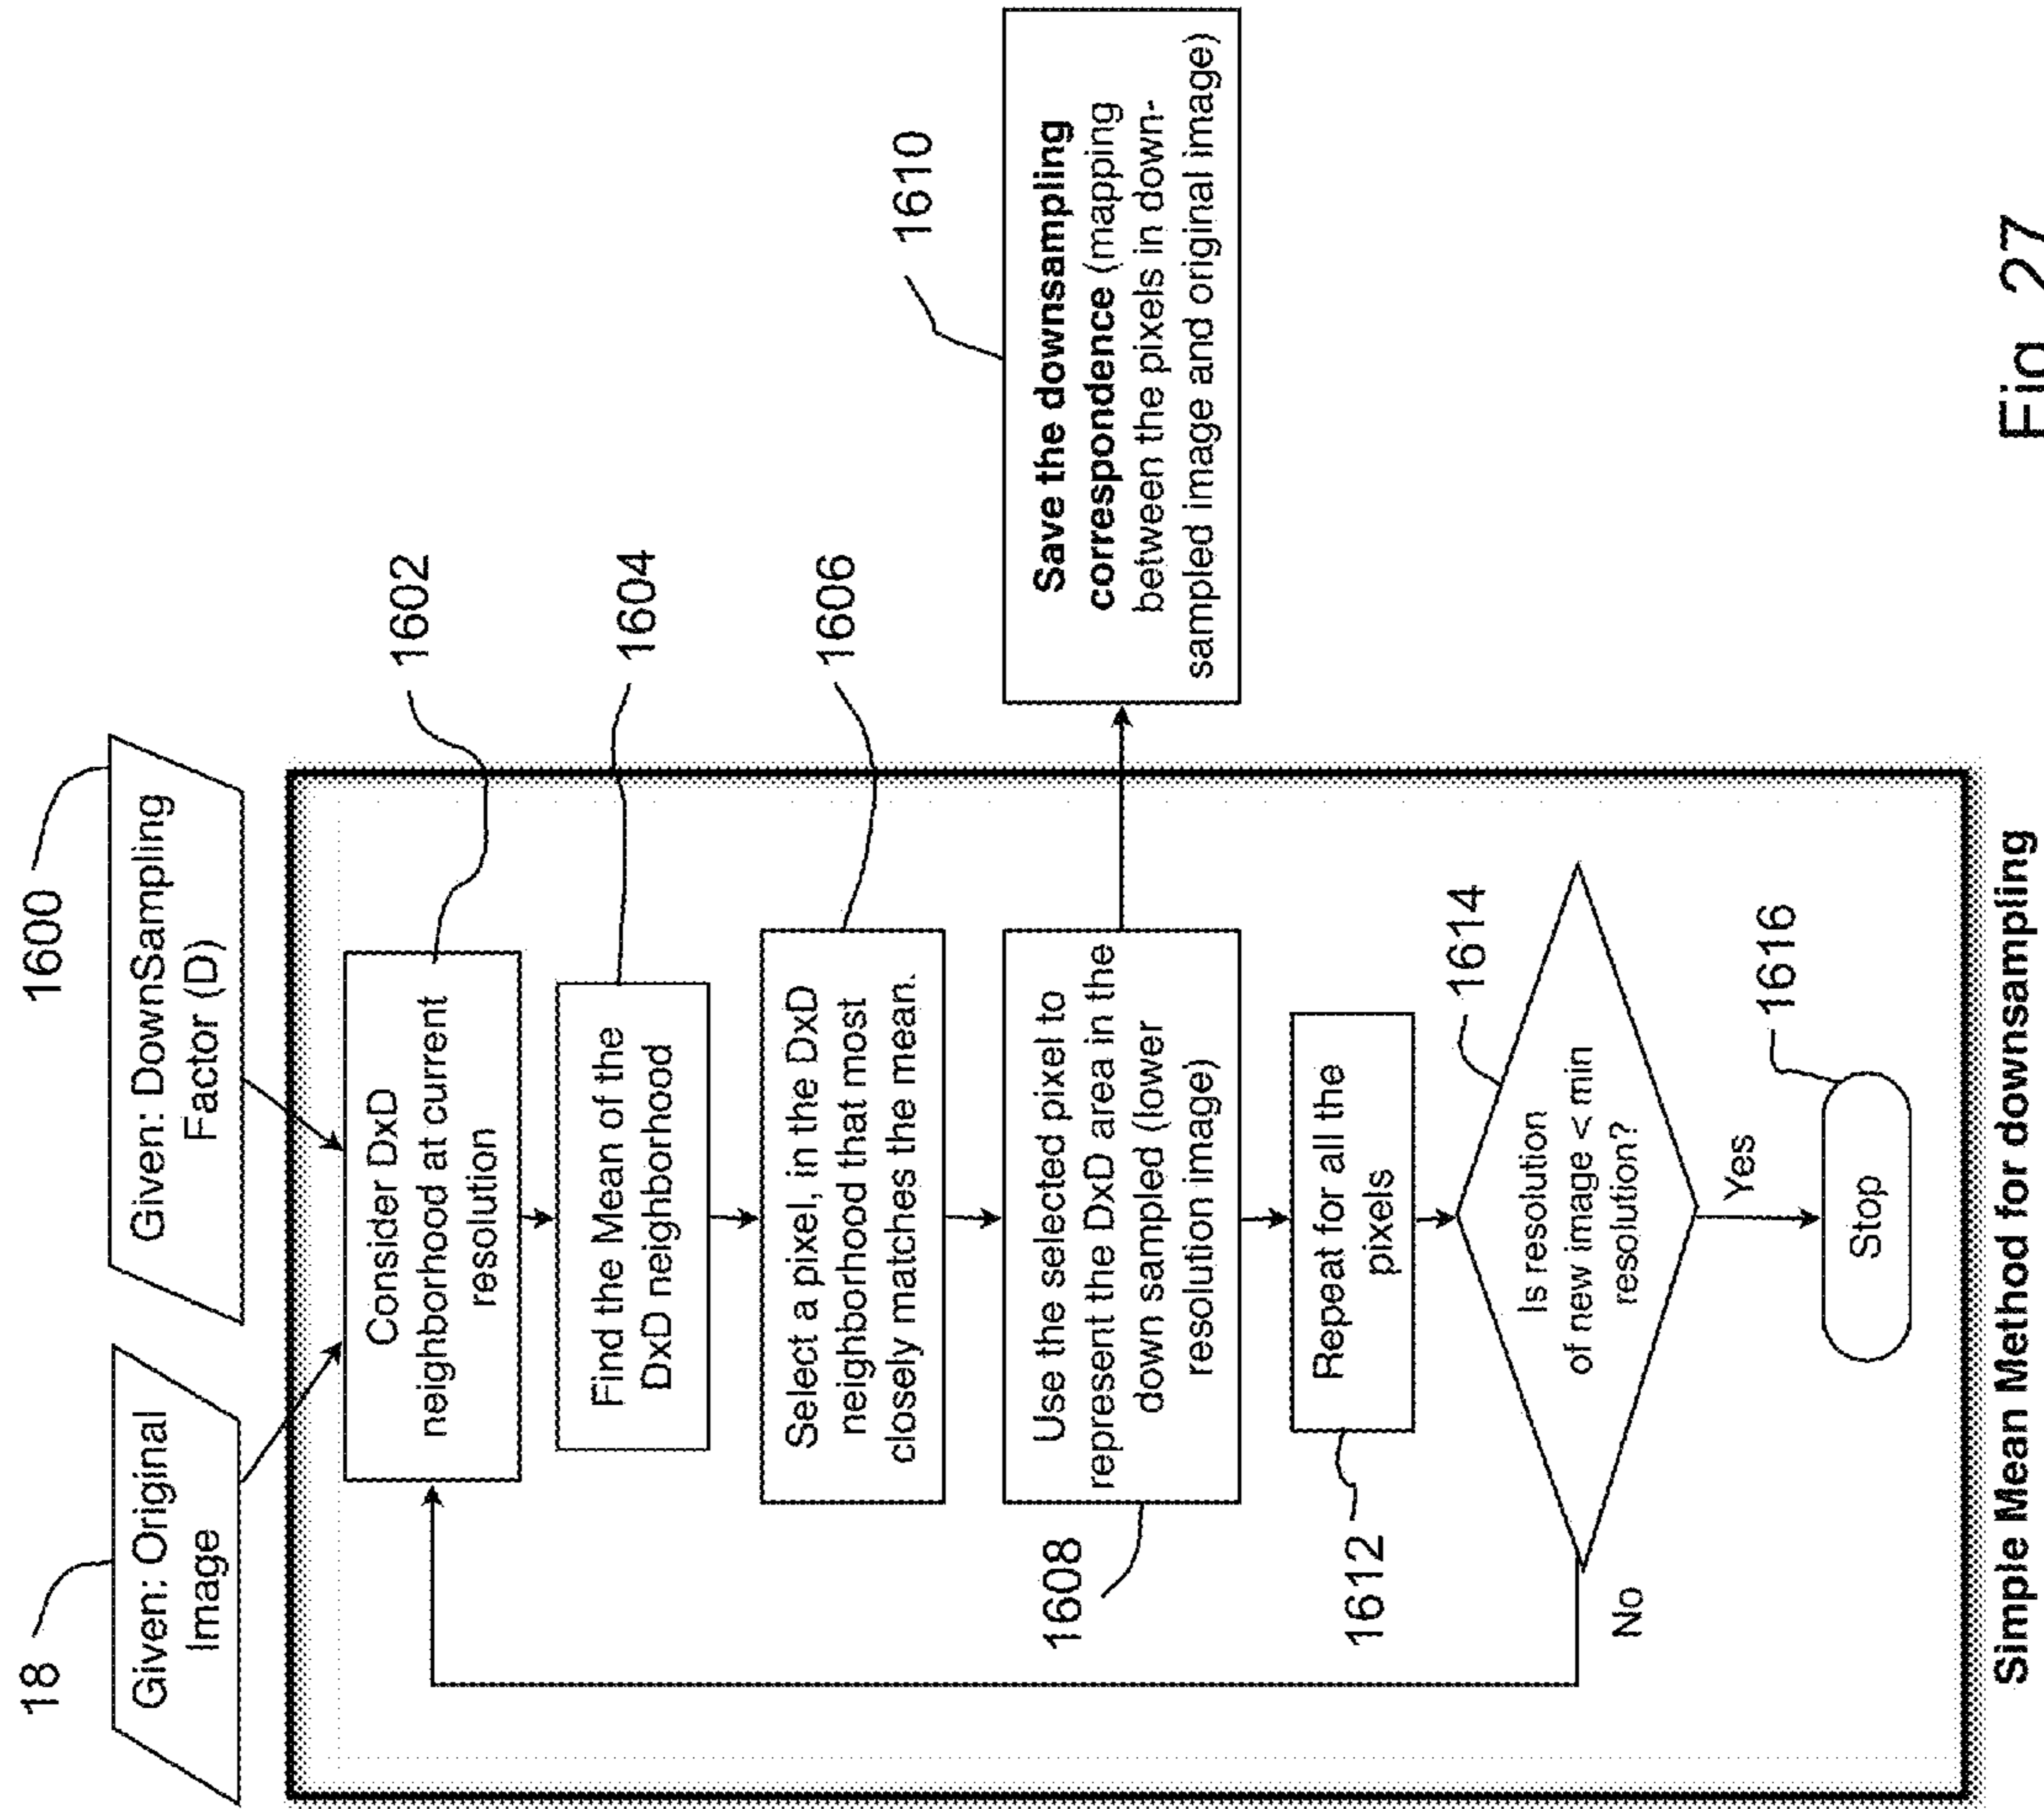 18
Given: Original
Image
1600
Given: DownSampling
Factor (D)
Consider DxD
neighborhood at current
resolution
1602
Find the Mean of the
DxD neighborhood
1604
Select a pixel, in the DxD
neighborhood that most
closely matches the mean.
1606
Use the selected pixel to
represent the DxD area in the
down sampled (lower
resolution image)
1608
Save the downsampling
correspondence (mapping
between the pixels in down-
sampled image and original image)
1610
Repeat for all the
pixels
1612
Is resolution
of new image < min
resolution?
1614
No
Yes
Stop
1616
Simple Mean Method for downsampling
Fig 27